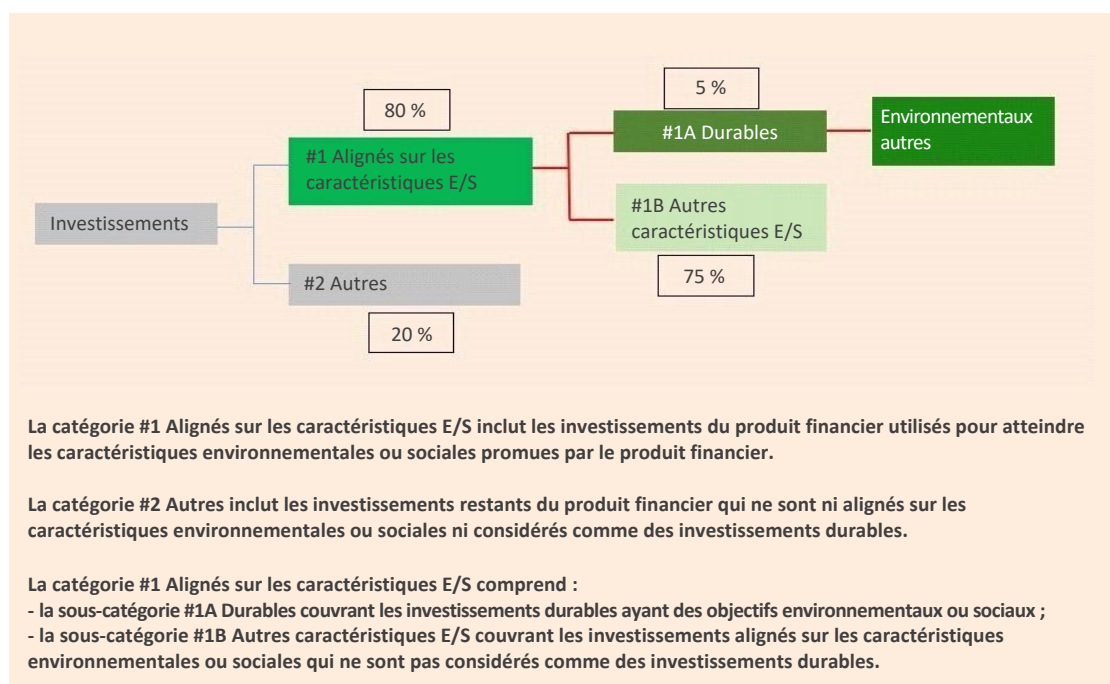 5 %
80 %
Environnementaux
autres
#1A Durables
#1 Alignés sur les
caractéristiques E/S
#1B Autres
caractéristiques E/S
Investissements
75 %
#2 Autres
20 %
La catégorie #1 Alignés sur les caractéristiques E/S inclut les investissements du produit financier utilisés pour atteindre
les caractéristiques environnementales ou sociales promues par le produit financier.
La catégorie #2 Autres inclut les investissements restants du produit financier qui ne sont ni alignés sur les
caractéristiques environnementales ou sociales ni considérés comme des investissements durables.
La catégorie #1 Alignés sur les caractéristiques E/S comprend :
- la sous-catégorie #1A Durables couvrant les investissements durables ayant des objectifs environnementaux ou sociaux ;
- la sous-catégorie #1B Autres caractéristiques E/S couvrant les investissements alignés sur les caractéristiques
environnementales ou sociales qui ne sont pas considérés comme des investissements durables.